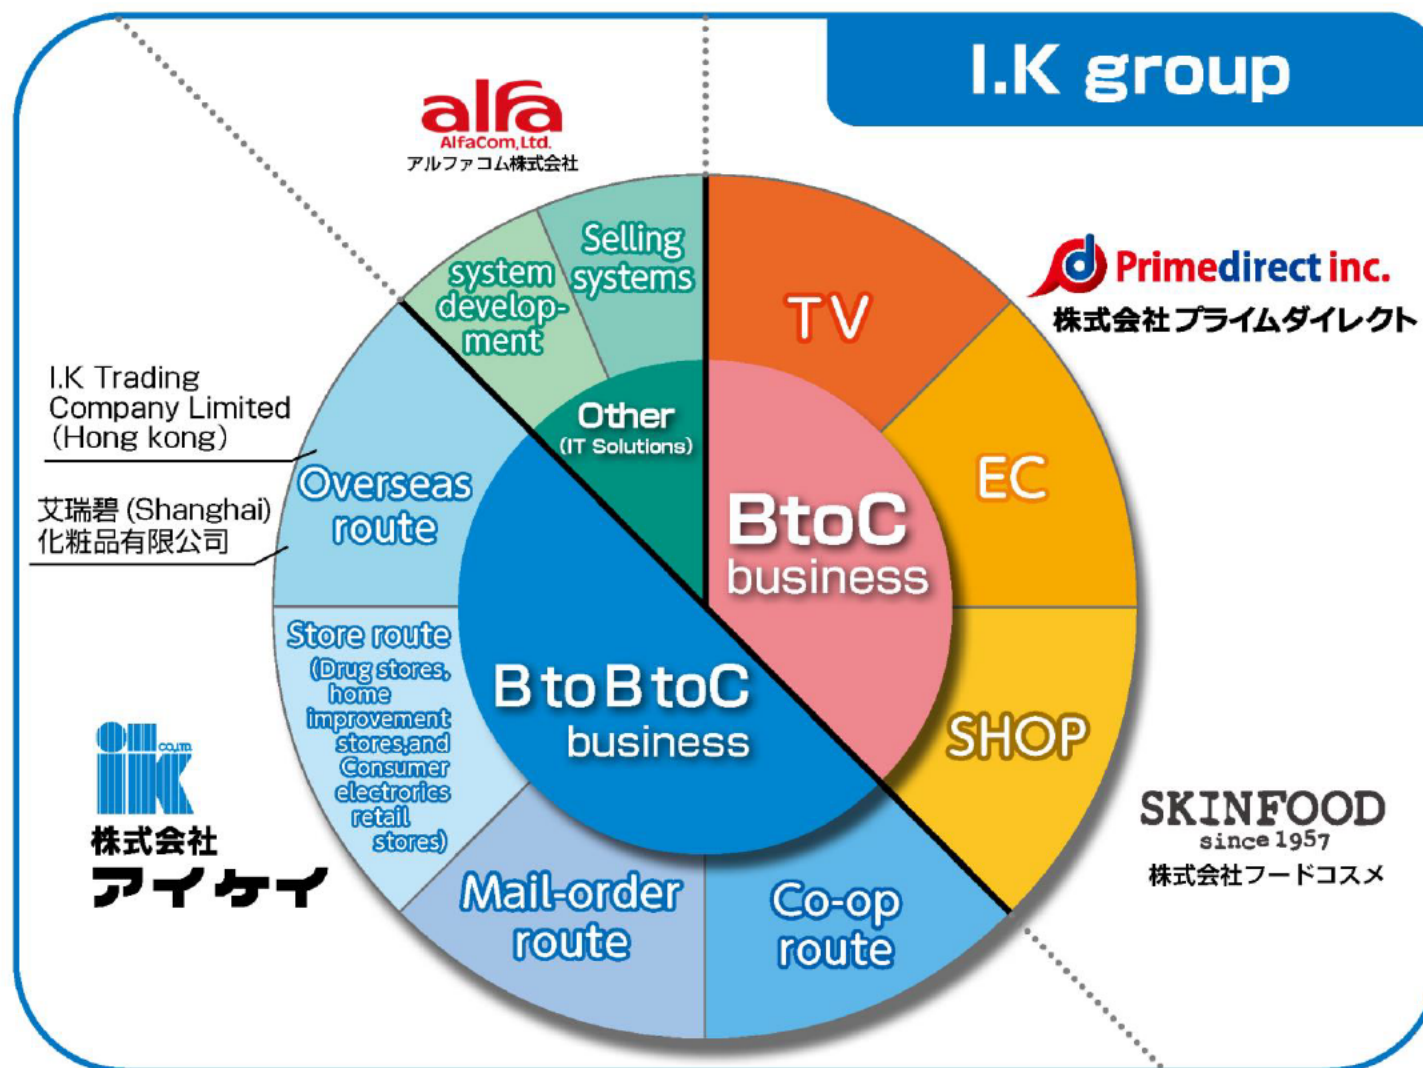 I.K group
alfa
AlfaCom,Ltd.
アルファコム株式会社
Selling
systems
system
develop-
ment
Other
(IT Solutions)
TV
EC
SHOP
BtoC
business
Primedirect inc.
株式会社プライムダイレクト
SKINFOOD
since 1957
株式会社フードコスメ
I.K Trading
Company Limited
(Hong kong)
艾瑞碧 (Shanghai)
化粧品有限公司
Overseas
route
Store route
(Drug stores,
home
improvement
stores,and
Consumer
electrorics
retail
stores)
B to B toC
business
Mail-order
route
Co-op
route
ik
CO.,LTD.
株式会社
アイケイ